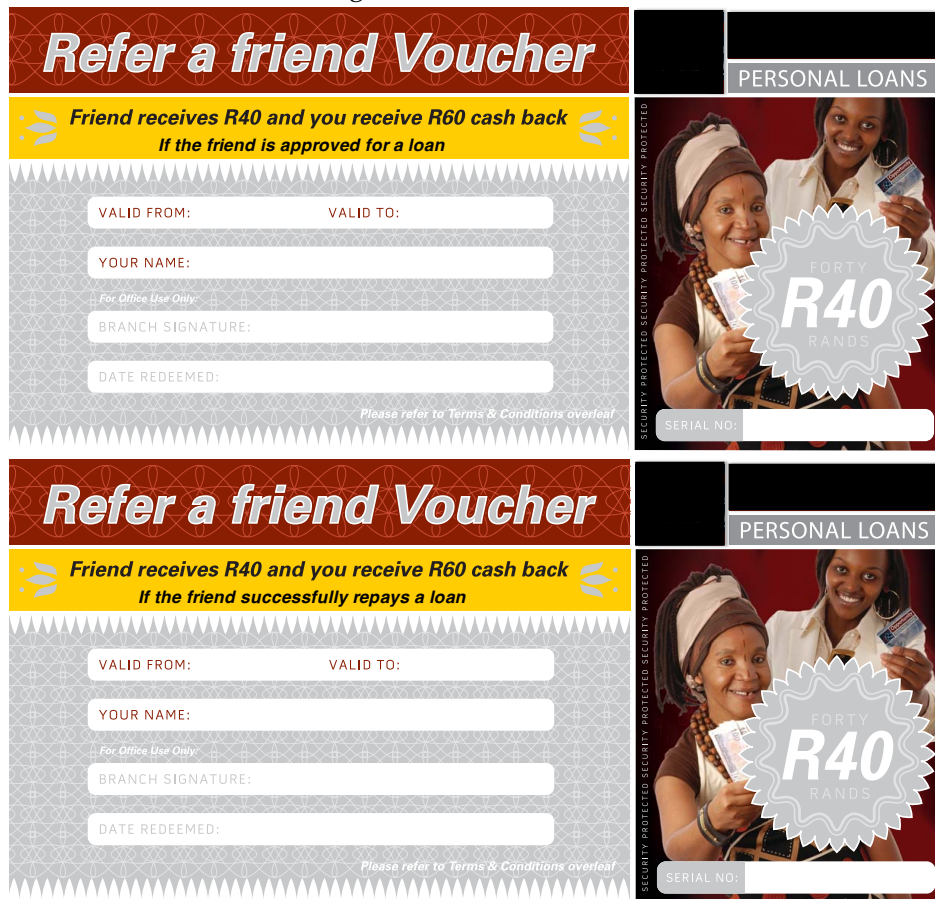 Refer a friend Voucher
PERSONAL LOANS
Friend receives R40 and you receive R60 cash back
If the friend is approved for a loan
VALID FROM: VALID TO:
YOUR NAME:
For Office Use Only:
BRANCH SIGNATURE:
DATE REDEEMED:
Please refer to Terms & Conditions overleaf
SECURITY PROTECTED SECURITY PROTECTED SECURITY PROTECTED SECURITY PROTECTED
FORTY
R40
RANDS
SERIAL NO:
Refer a friend Voucher
PERSONAL LOANS
Friend receives R40 and you receive R60 cash back
If the friend successfully repays a loan
VALID FROM: VALID TO:
YOUR NAME:
For Office Use Only:
BRANCH SIGNATURE:
DATE REDEEMED:
Please refer to Terms & Conditions overleaf
SECURITY PROTECTED SECURITY PROTECTED SECURITY PROTECTED SECURITY PROTECTED
FORTY
R40
RANDS
SERIAL NO: